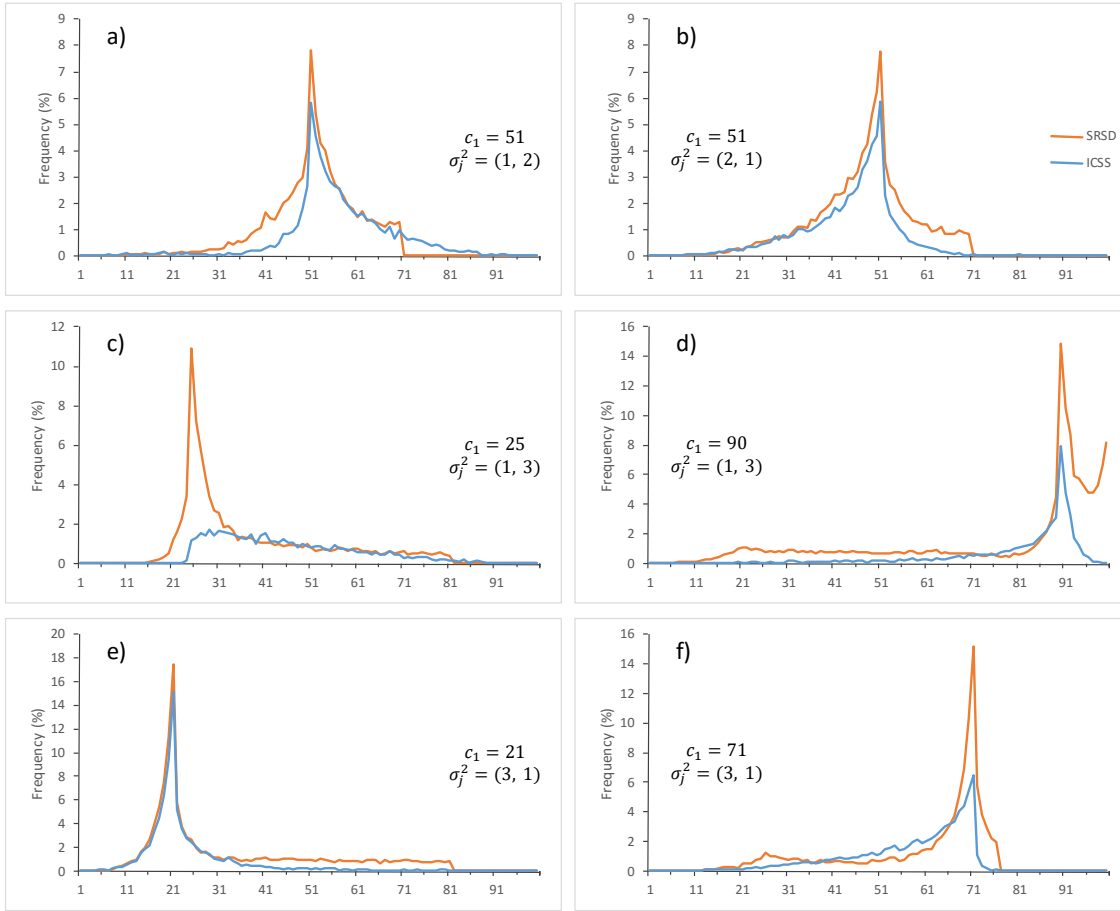 a)
Frequency (%)
9
8
7
6
5
4
3
2
1
0
c₁ = 51
σⱼ² = (1, 2)
1 11 21 31 41 51 61 71 81 91
b)
Frequency (%)
9
8
7
6
5
4
3
2
1
0
c₁ = 51
σⱼ² = (2, 1)
SRSD
ICSS
1 11 21 31 41 51 61 71 81 91
c)
Frequency (%)
12
10
8
6
4
2
0
c₁ = 25
σⱼ² = (1, 3)
1 11 21 31 41 51 61 71 81 91
d)
Frequency (%)
16
14
12
10
8
6
4
2
0
c₁ = 90
σⱼ² = (1, 3)
1 11 21 31 41 51 61 71 81 91
e)
Frequency (%)
20
18
16
14
12
10
8
6
4
2
0
c₁ = 21
σⱼ² = (3, 1)
1 11 21 31 41 51 61 71 81 91
f)
Frequency (%)
16
14
12
10
8
6
4
2
0
c₁ = 71
σⱼ² = (3, 1)
1 11 21 31 41 51 61 71 81 91